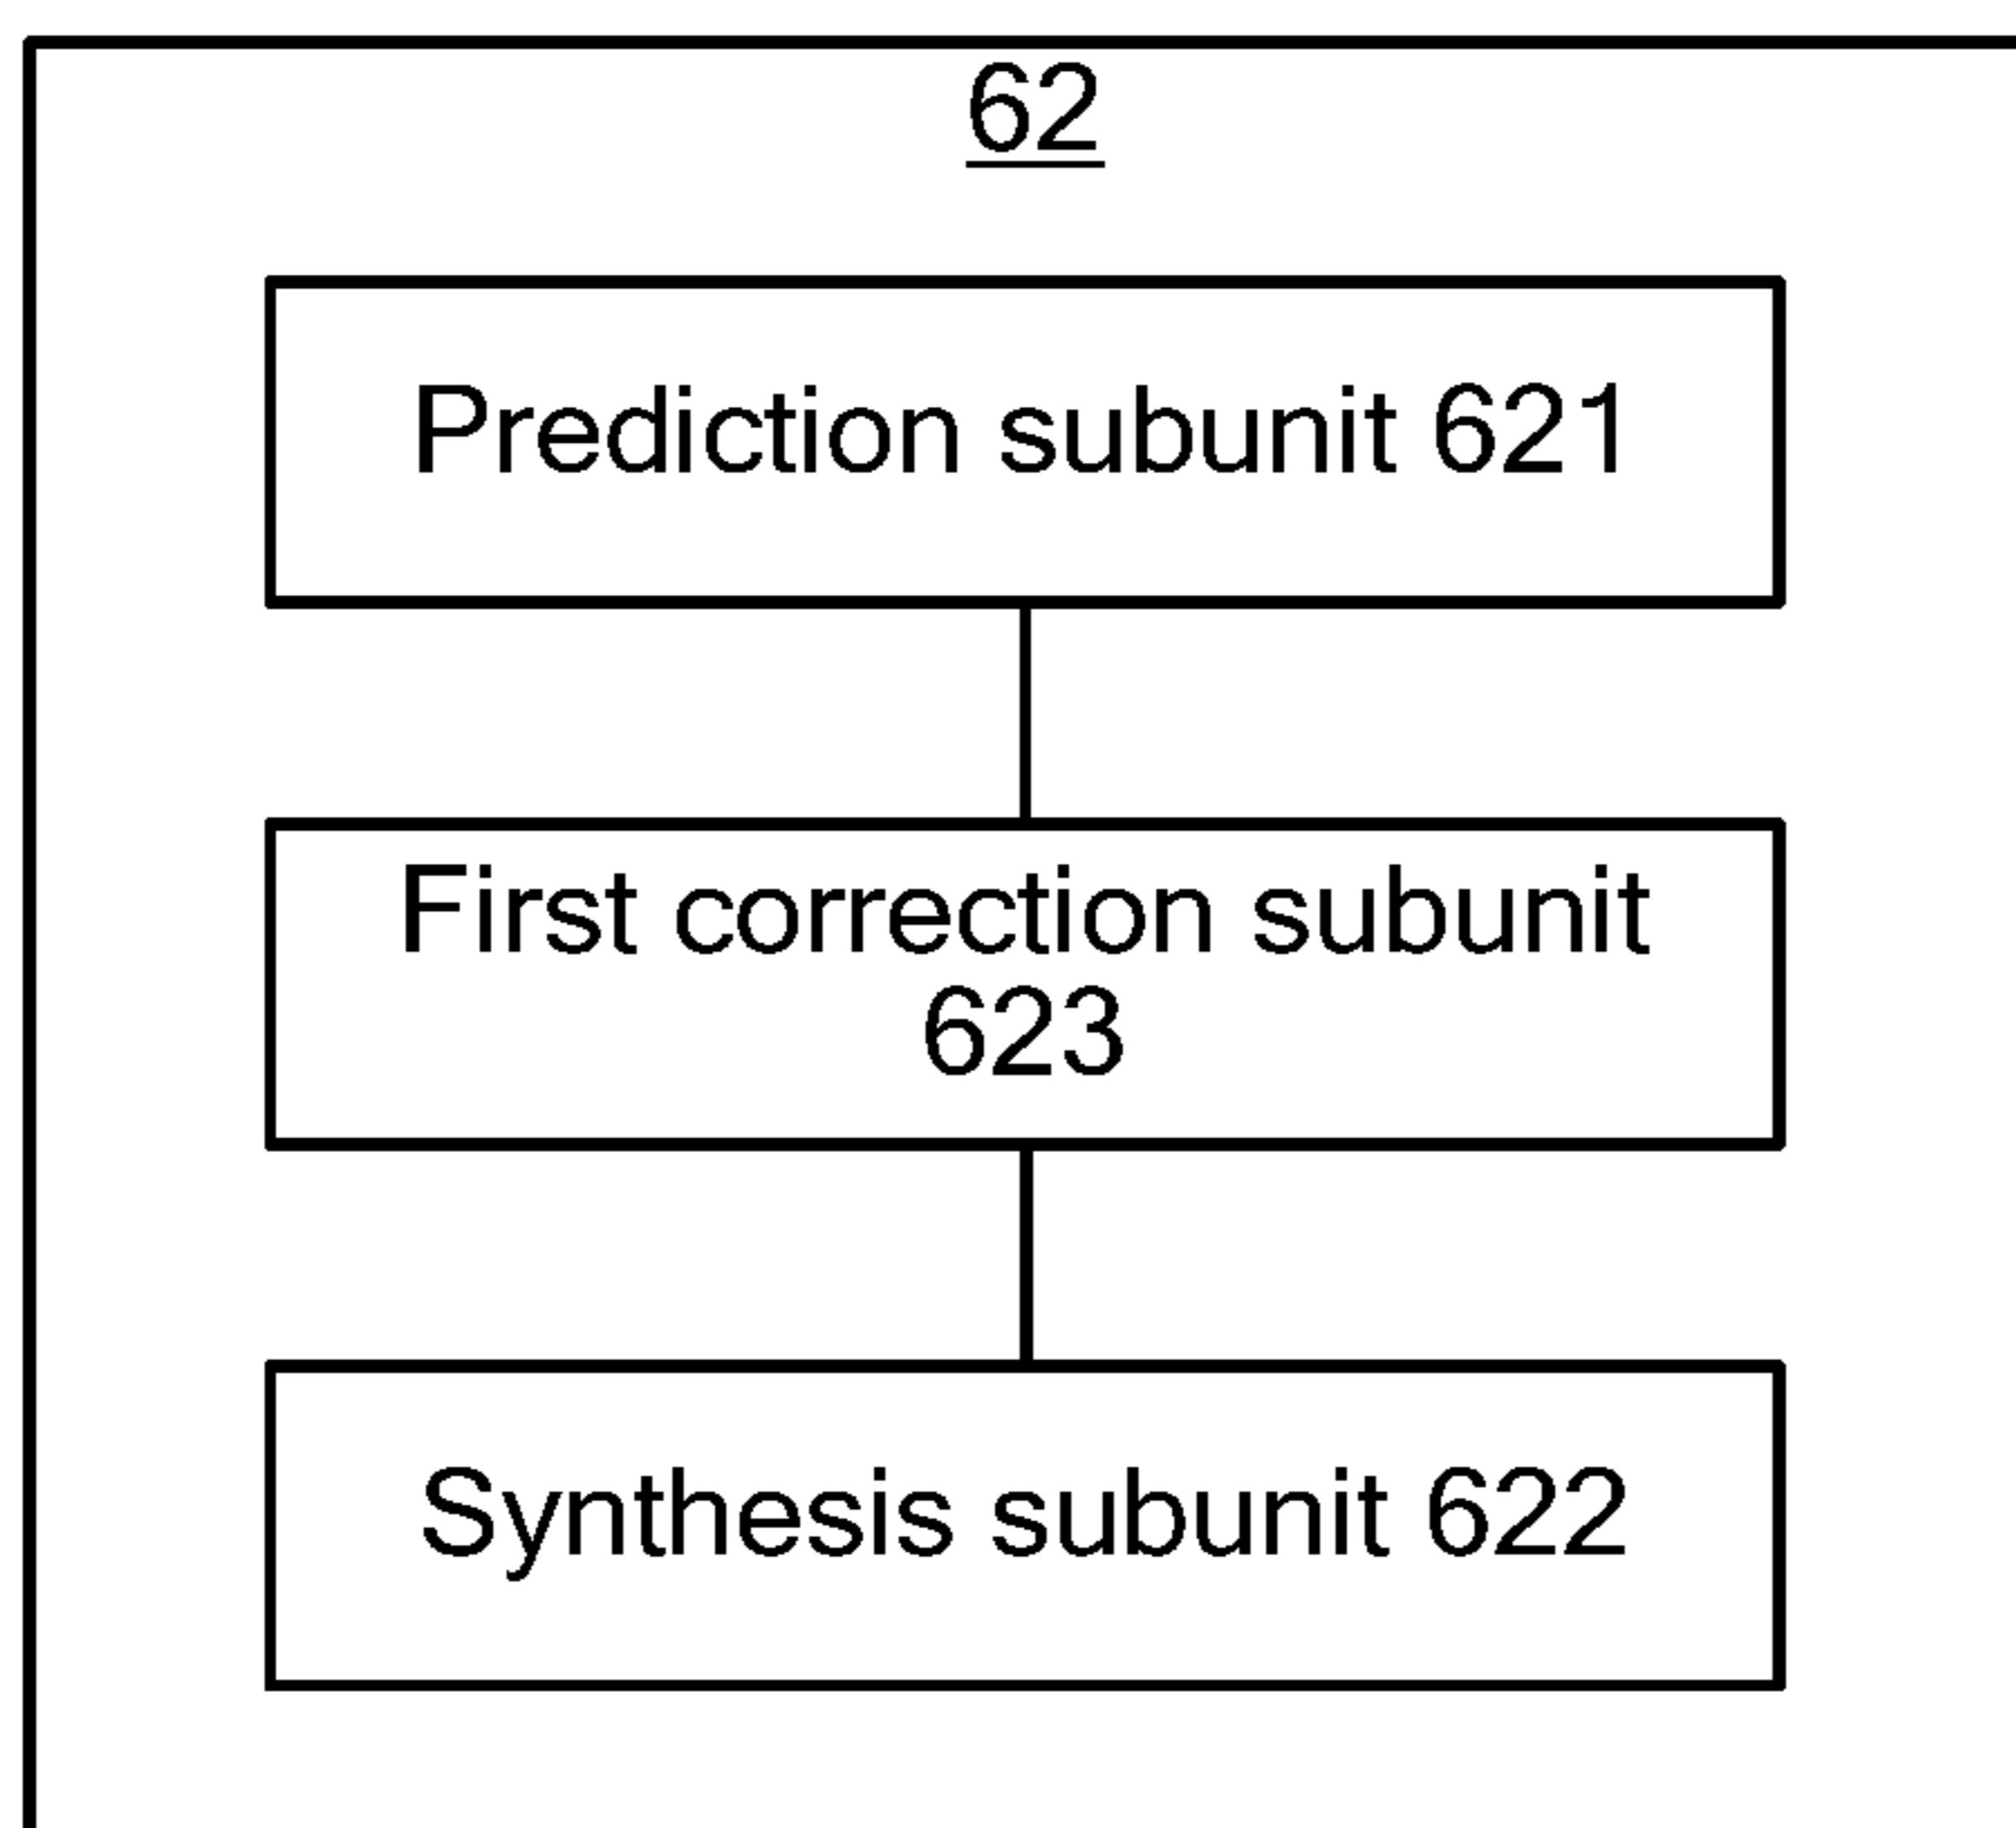 62
Prediction subunit 621
First correction subunit
623
Synthesis subunit 622